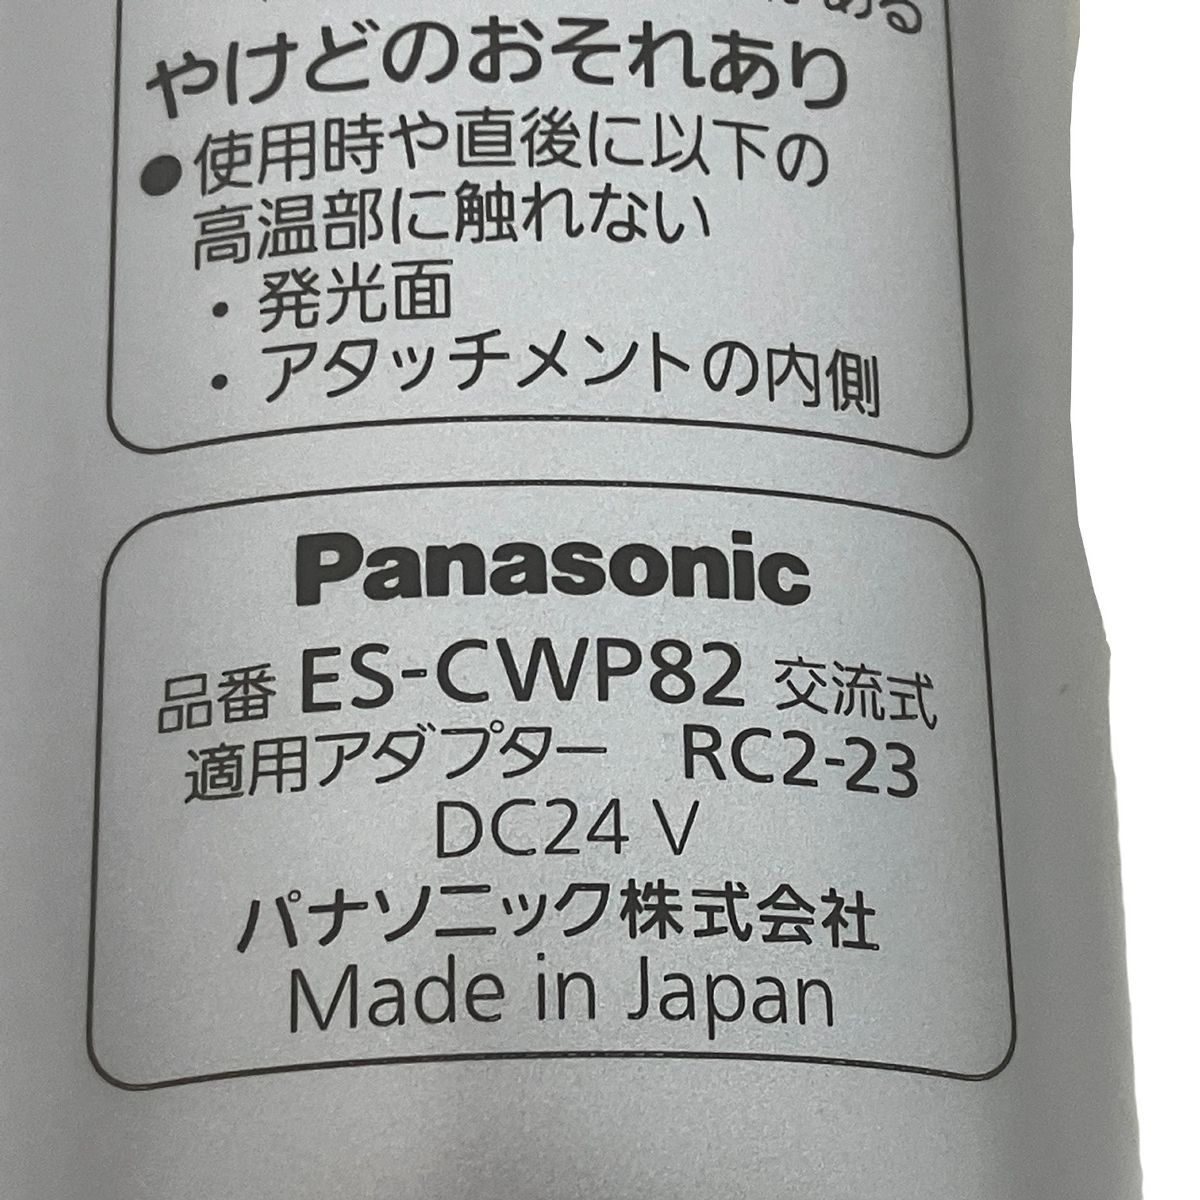 ある
やけどのおそれあり
●使用時や直後に以下の
高温部に触れない
・発光面
・アタッチメントの内側
Panasonic
品番 ES-CWP82 交流式
適用アダプター RC2-23
DC24 V
パナソニック株式会社
Made in Japan